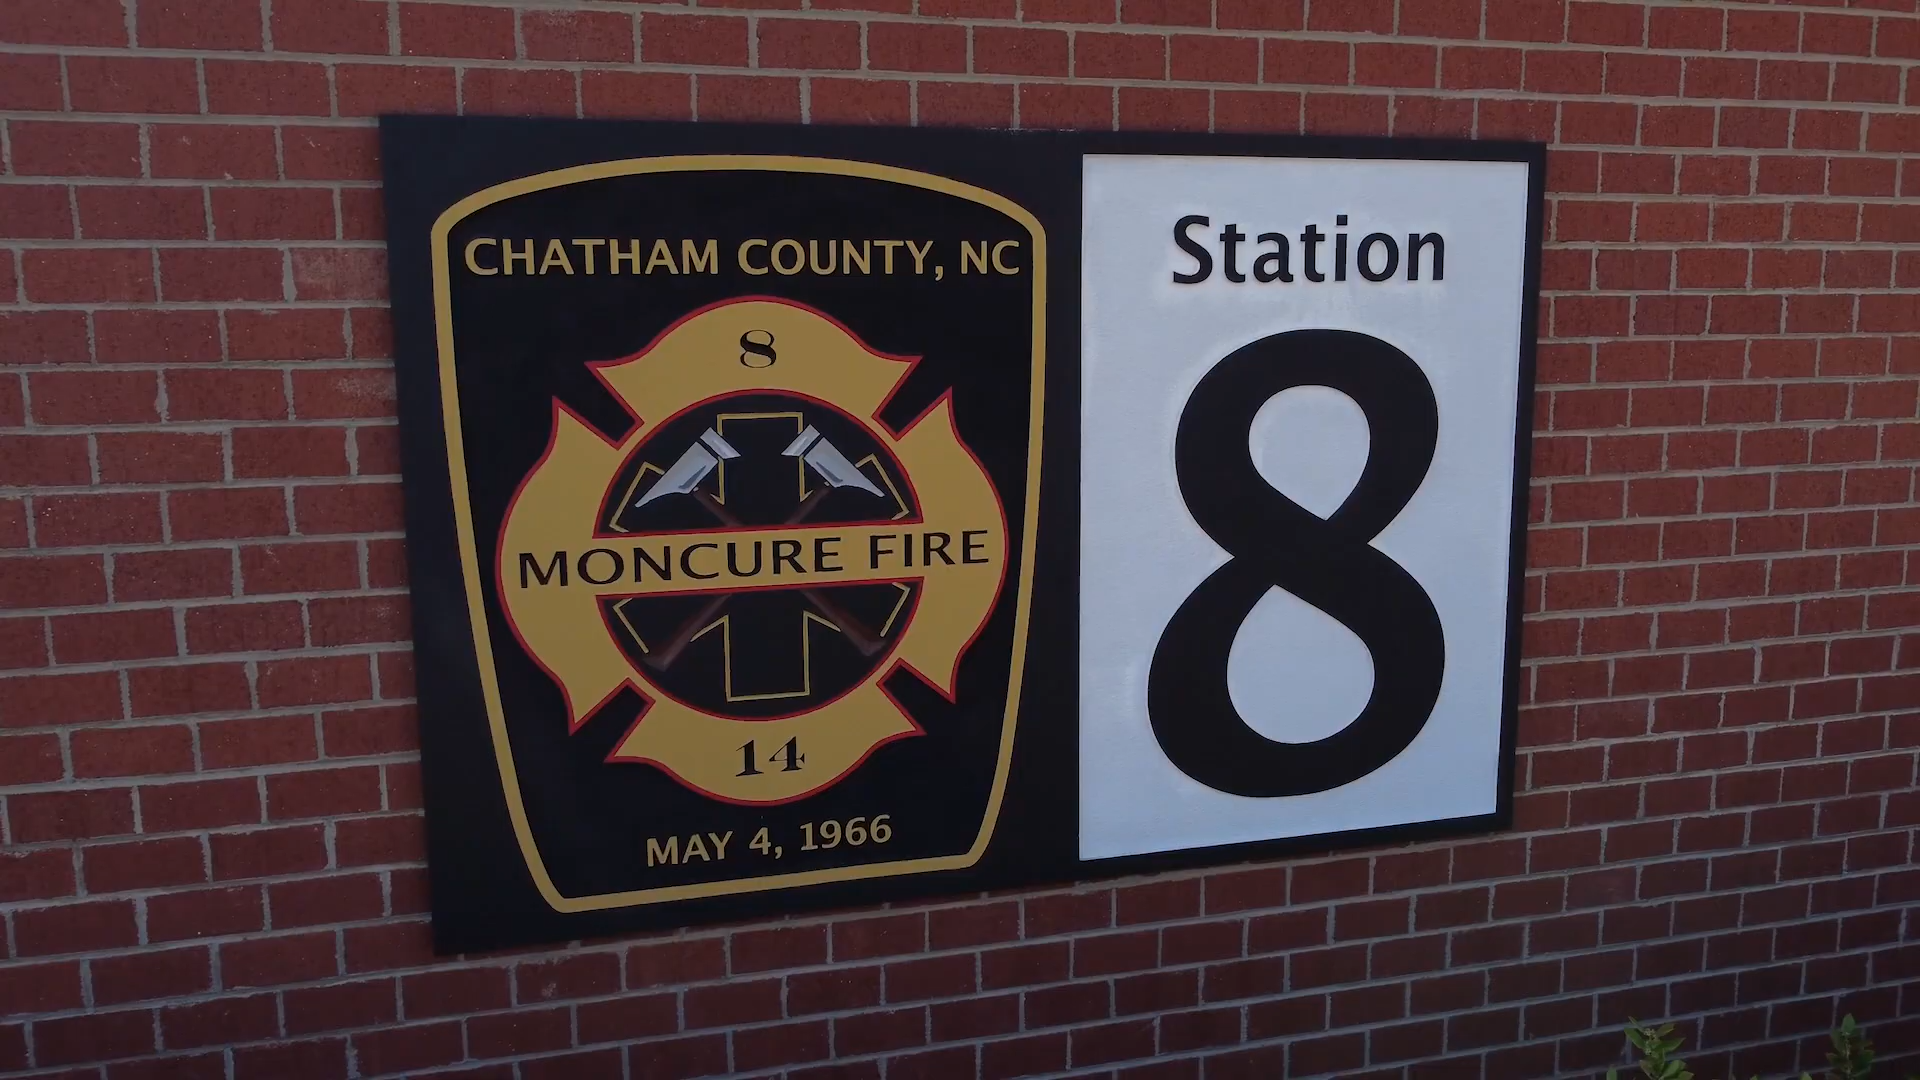 CHATHAM COUNTY, NC
8
MONCURE FIRE
14
MAY 4, 1966
Station
8